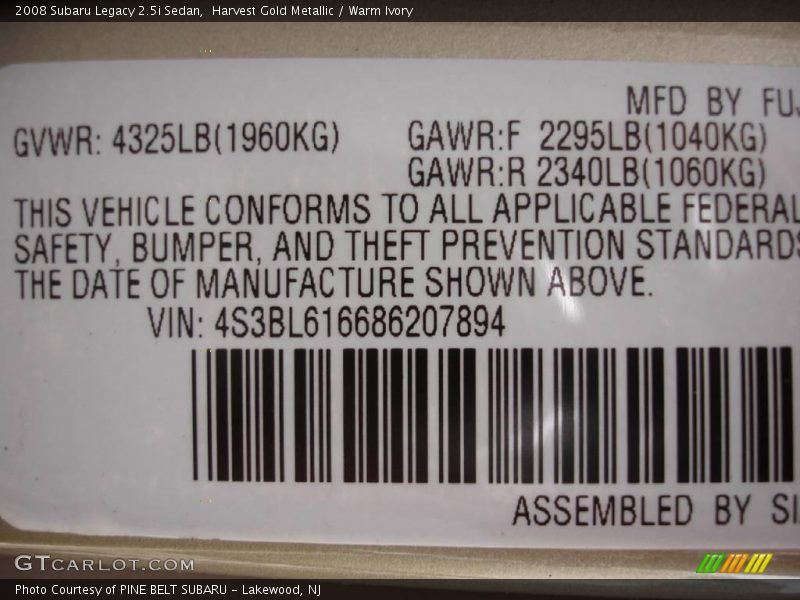 2008 Subaru Legacy 2.5i Sedan, Harvest Gold Metallic / Warm Ivory
MFD BY FUJ
GVWR: 4325LB(1960KG) GAWR:F 2295LB(1040KG)
GAWR:R 2340LB(1060KG)
THIS VEHICLE CONFORMS TO ALL APPLICABLE FEDERAL
SAFETY, BUMPER, AND THEFT PREVENTION STANDARDS
THE DATE OF MANUFACTURE SHOWN ABOVE.
VIN: 4S3BL616686207894
ASSEMBLED BY SI
GTCARLOT.COM
Photo Courtesy of PINE BELT SUBARU - Lakewood, NJ